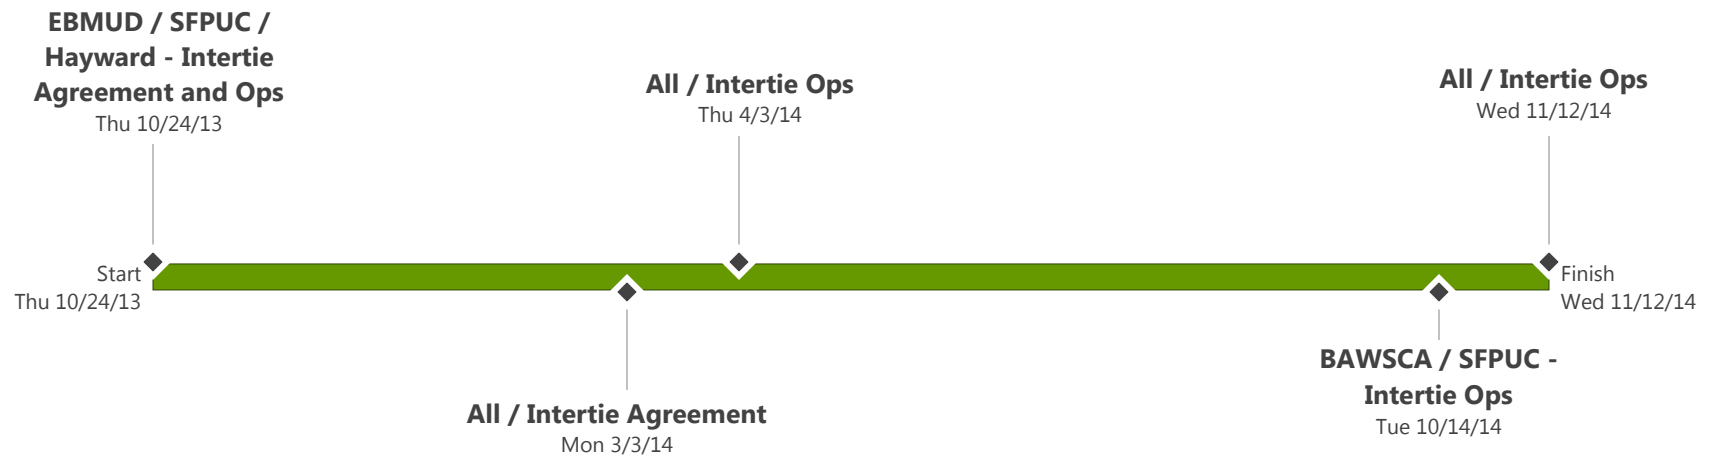 EBMUD / SFPUC /
Hayward - Intertie
Agreement and Ops
Thu 10/24/13
All / Intertie Ops
Thu 4/3/14
All / Intertie Ops
Wed 11/12/14
Start
Thu 10/24/13
Finish
Wed 11/12/14
All / Intertie Agreement
Mon 3/3/14
BAWSCA / SFPUC -
Intertie Ops
Tue 10/14/14